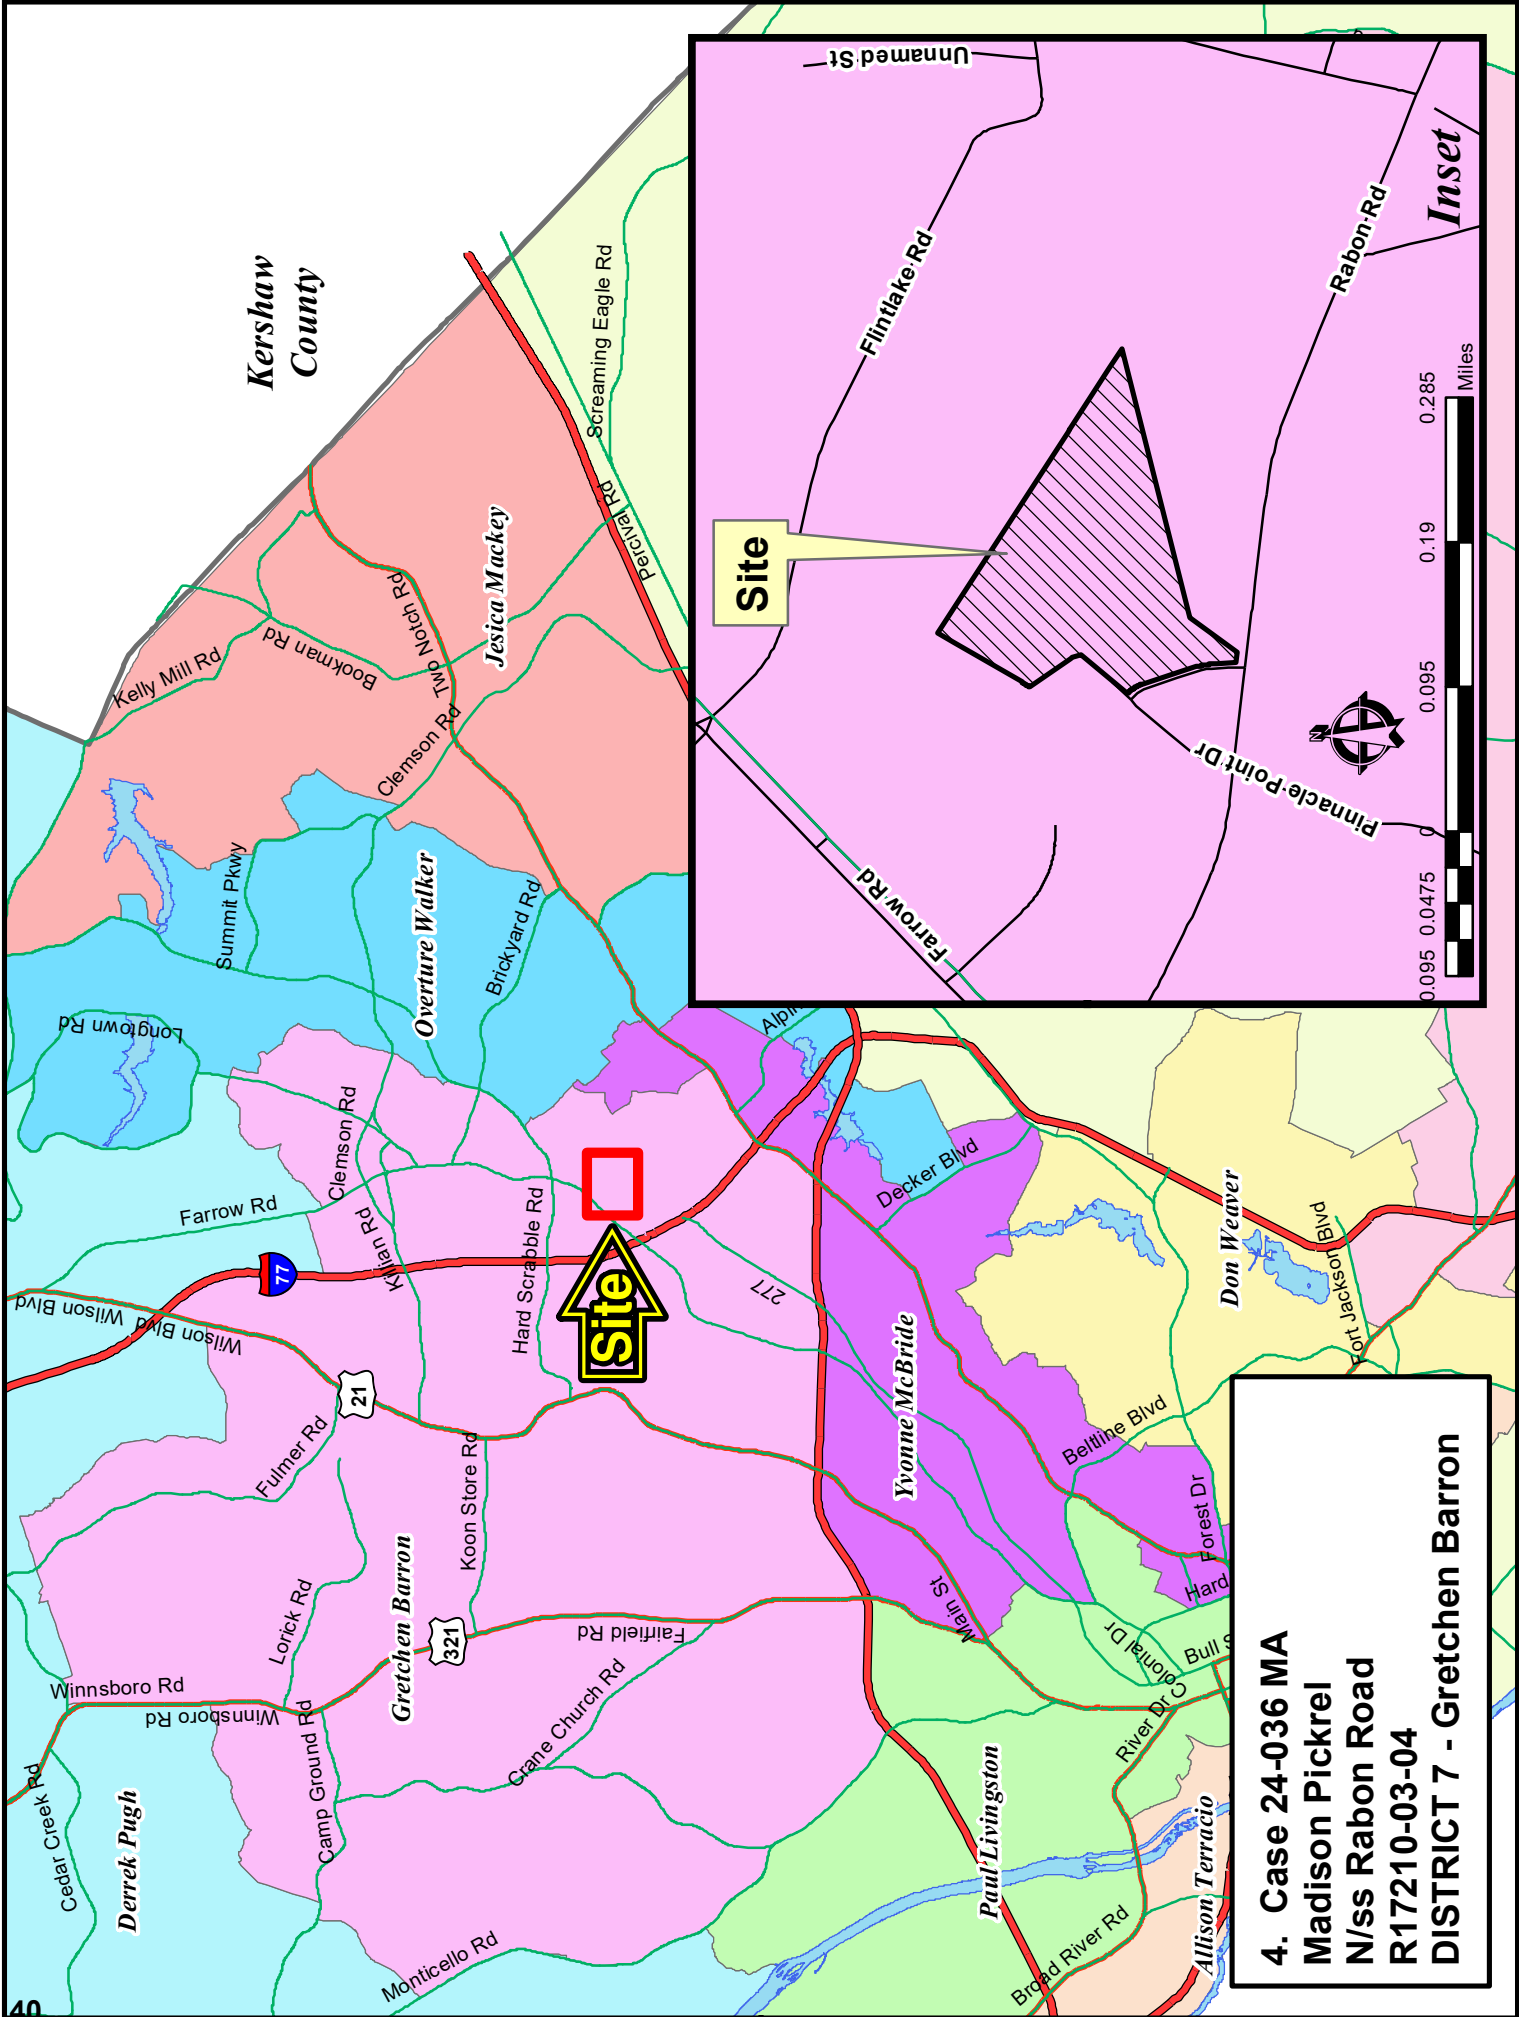 40
Kershaw
County
Derrek Pugh
Cedar Creek Rd
Winnsboro Rd
Winnsboro Rd
Camp Ground Rd
Monticello Rd
Lorick Rd
Fulmer Rd
Gretchen Barron
321
21
77
Koon Store Rd
Fairfield Rd
Crane Church Rd
Wilson Blvd
Wilson Blvd
Wilson Blvd
Farrow Rd
Killian Rd
Clemson Rd
Hard Scrabble Rd
Longtown Rd
Summit Pkwy
Overture Walker
Brickyard Rd
Kelly Mill Rd
Bookman Rd
Two Notch Rd
Clemson Rd
Jesica Mackey
Percival Rd
Screaming Eagle Rd
Site
277
Alpin
Decker Blvd
Yvonne McBride
Main St
Beltline Blvd
Forest Dr
Hard
Colonial Dr
Bull S
River Dr
Paul Livingston
Broad River Rd
Allison Terracio
Don Weaver
Fort Jackson Blvd
Unnamed St
Flintlake Rd
Rabon Rd
Site
Farrow Rd
Pinnacle Point Dr
N
Inset
0.095 0.0475 0 0.095 0.19 0.285
Miles
4. Case 24-036 MA
Madison Pickrel
N/ss Rabon Road
R17210-03-04
DISTRICT 7 - Gretchen Barron